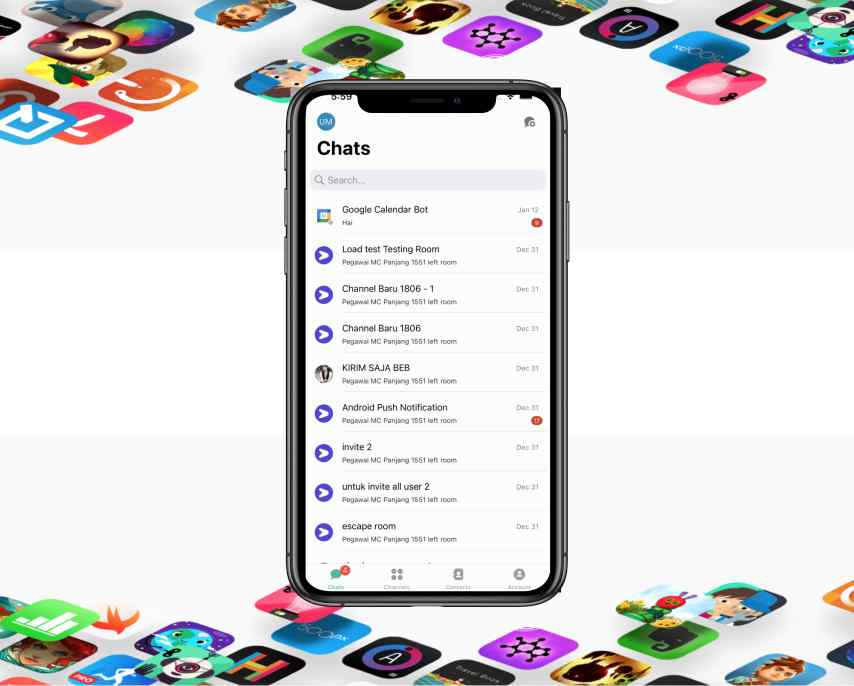 Travel Book
UM
Chats
Search...
Google Calendar Bot
Jan 12
Hai
Load test Testing Room
Dec 31
Pegawai MC Panjang 1551 left room
Channel Baru 1806 - 1
Dec 31
Pegawai MC Panjang 1551 left room
Channel Baru 1806
Dec 31
Pegawai MC Panjang 1551 left room
KIRIM SAJA BEB
Dec 31
Pegawai MC Panjang 1551 left room
Android Push Notification
Dec 31
Pegawai MC Panjang 1551 left room
17
invite 2
Dec 31
Pegawai MC Panjang 1551 left room
untuk invite all user 2
Dec 31
Pegawai MC Panjang 1551 left room
escape room
Dec 31
Pegawai MC Panjang 1551 left room
Chats
Channels
Contacts
Account
PRO
Travel Book